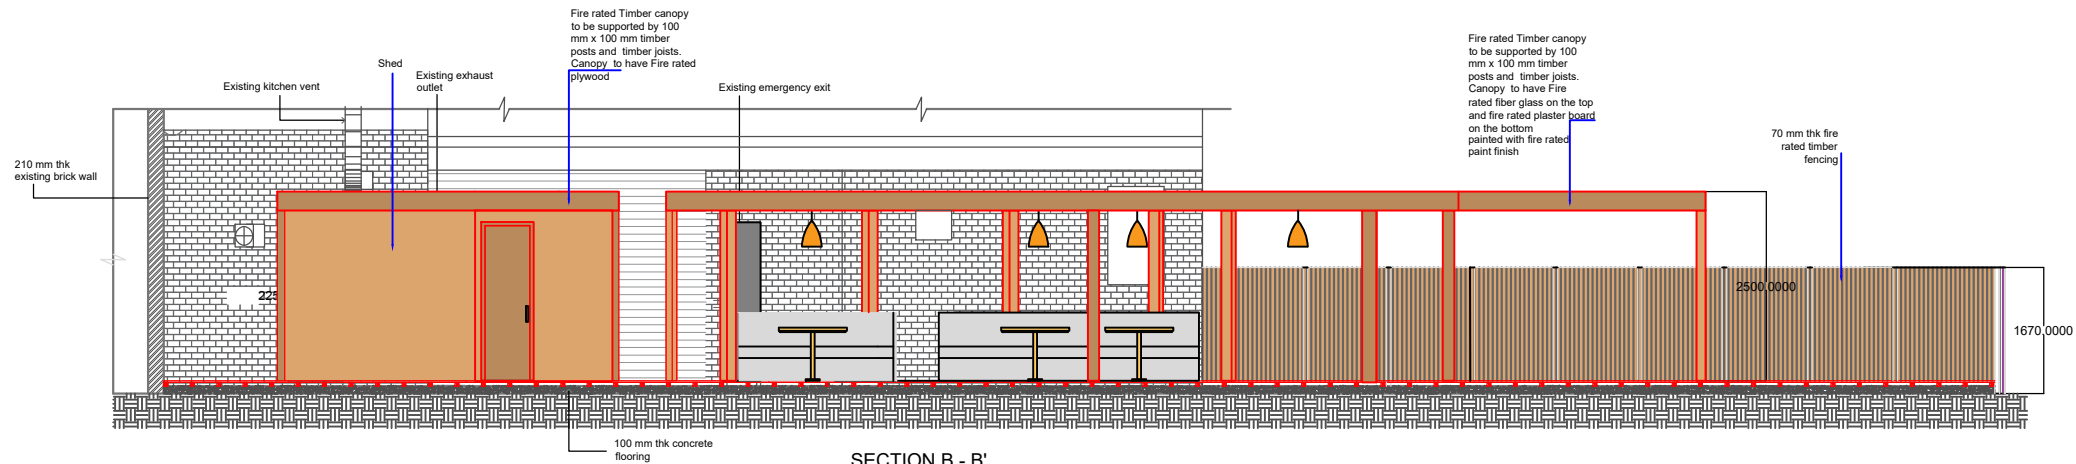 Fire rated Timber canopy
to be supported by 100
mm x 100 mm timber
posts and  timber joists.
Canopy  to have Fire rated
plywood
Fire rated Timber canopy
to be supported by 100
mm x 100 mm timber
posts and  timber joists.
Canopy  to have Fire
rated fiber glass on the top
and fire rated plaster board
on the bottom
painted with fire rated
paint finish
Shed
Existing exhaust
outlet
Existing kitchen vent
Existing emergency exit
70 mm thk fire
rated timber
fencing
210 mm thk
existing brick wall
225
2500,0000
1670,0000
100 mm thk concrete
flooring
SECTION B - B'